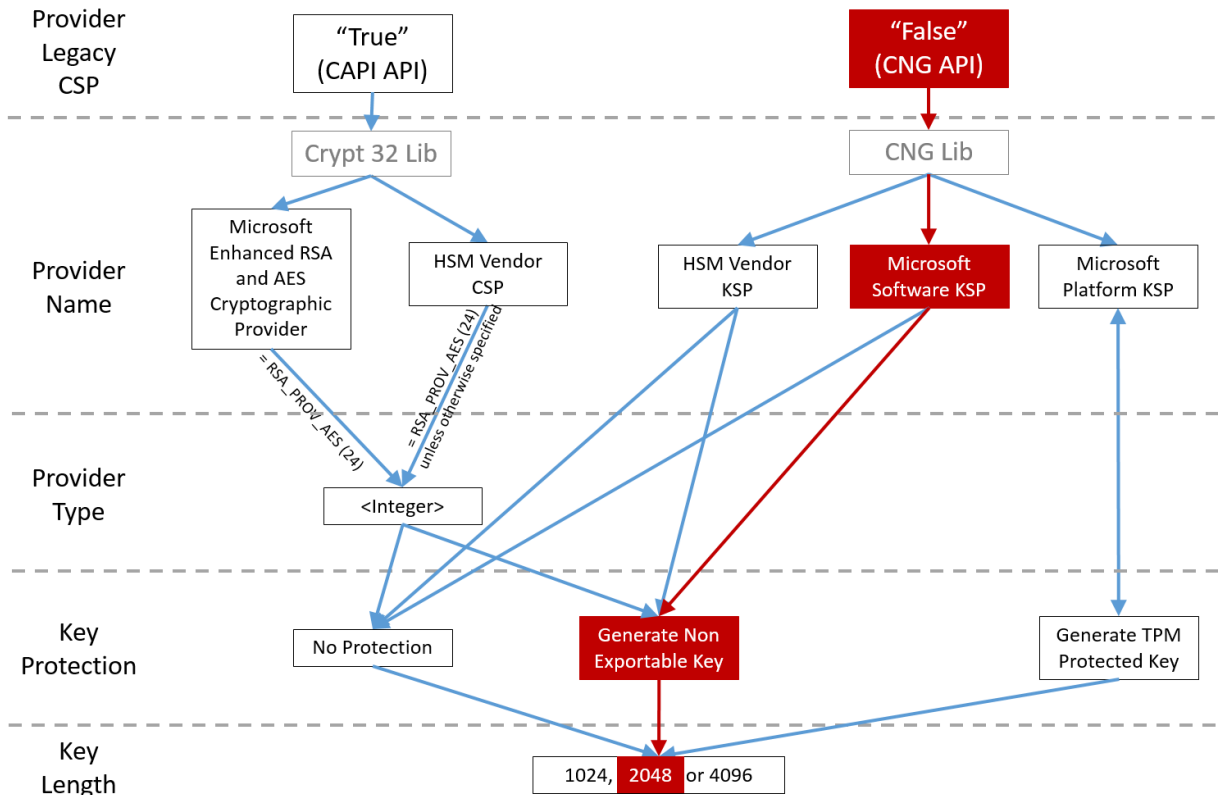 Provider
Legacy
CSP
“True”
(CAPI API)
“False”
(CNG API)
Crypt 32 Lib
CNG Lib
Provider
Name
Microsoft
Enhanced RSA
and AES
Cryptographic
Provider
HSM Vendor
CSP
HSM Vendor
KSP
Microsoft
Software KSP
Microsoft
Platform KSP
= RSA_PROV_AES (24)
= RSA_PROV_AES (24)
unless otherwise specified
Provider
Type
<Integer>
Key
Protection
No Protection
Generate Non
Exportable Key
Generate TPM
Protected Key
Key
Length
1024, 2048 or 4096